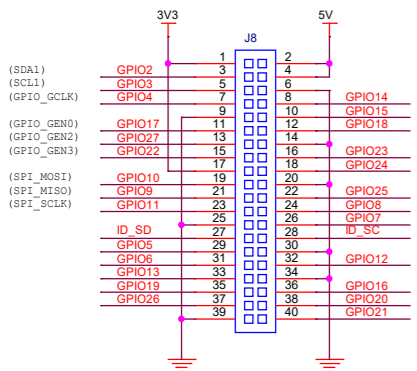 3V3 5V
J8
1 2
(SDA1) GPIO2 3 4
(SCL1) GPIO3 5 6
(GPIO_GCLK) GPIO4 7 8 GPIO14
9 10 GPIO15
(GPIO_GEN0) GPIO17 11 12 GPIO18
(GPIO_GEN2) GPIO27 13 14
(GPIO_GEN3) GPIO22 15 16 GPIO23
17 18 GPIO24
(SPI_MOSI) GPIO10 19 20
(SPI_MISO) GPIO9 21 22 GPIO25
(SPI_SCLK) GPIO11 23 24 GPIO8
25 26 GPIO7
ID_SD 27 28 ID_SC
GPIO5 29 30
GPIO6 31 32 GPIO12
GPIO13 33 34
GPIO19 35 36 GPIO16
GPIO26 37 38 GPIO20
39 40 GPIO21